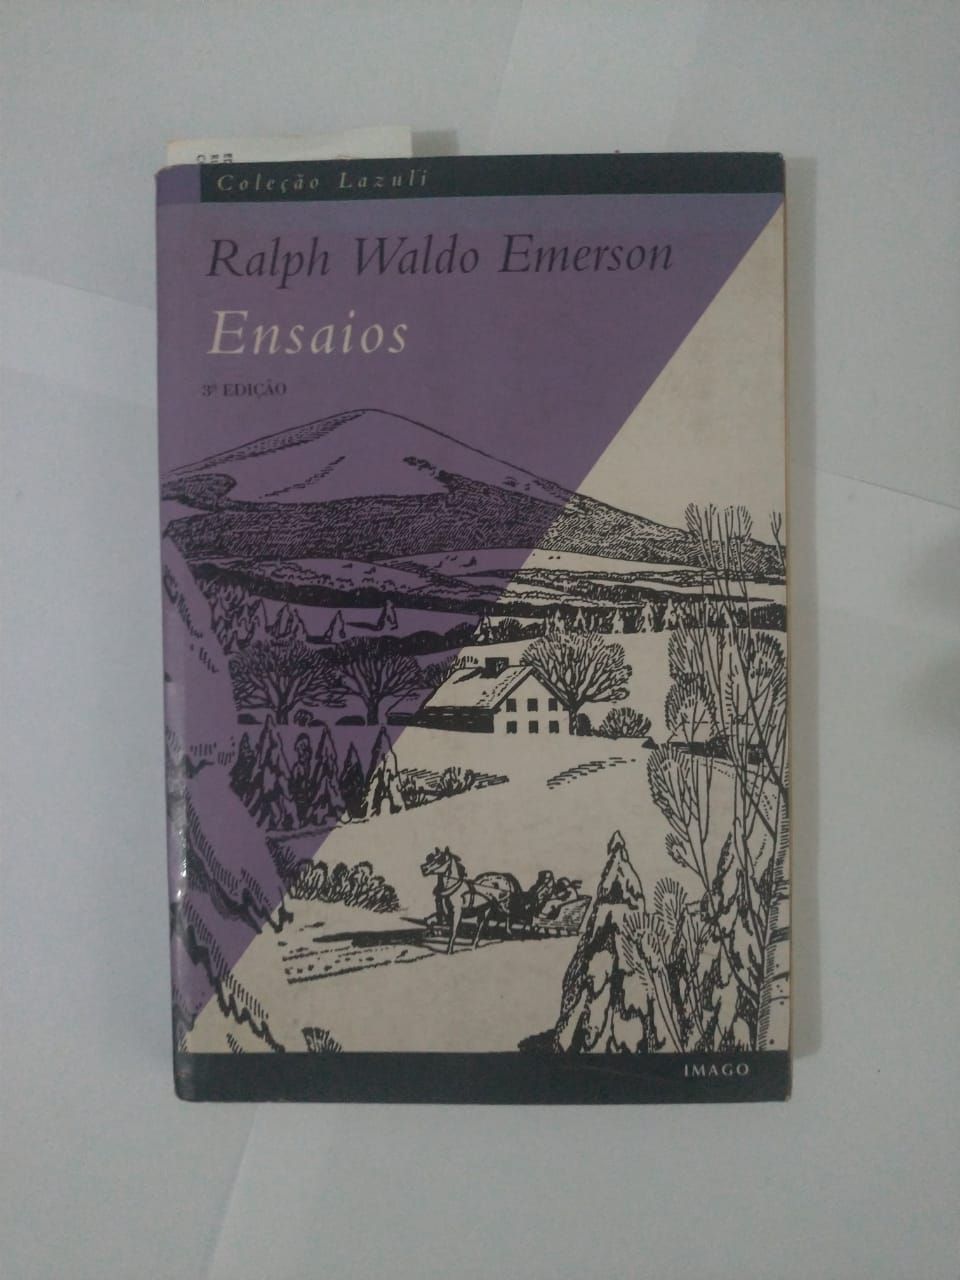 Coleção Lazuli
Ralph Waldo Emerson
Ensaios
3ª EDIÇÃO
IMAGO